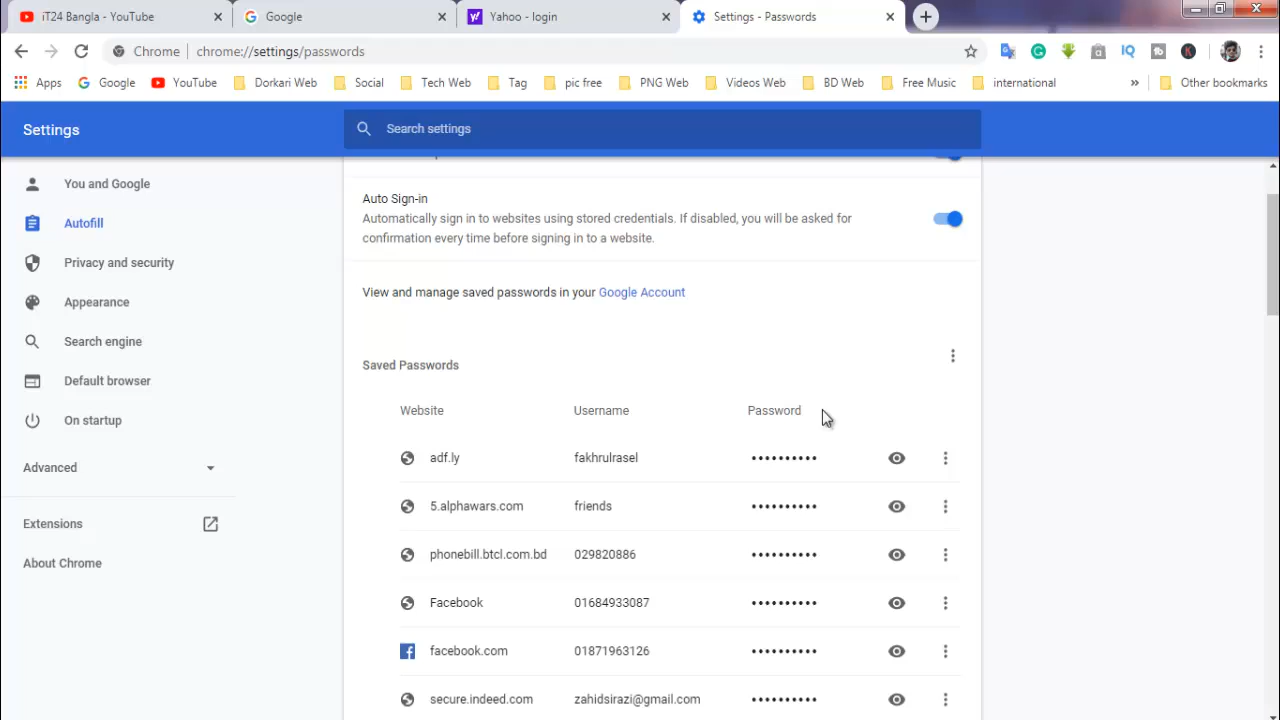 iT24 Bangla - YouTube
Google
Yahoo - login
Settings - Passwords
Chrome
chrome://settings/passwords
Apps
Google
YouTube
Dorkari Web
Social
Tech Web
Tag
pic free
PNG Web
Videos Web
BD Web
Free Music
international
»
Other bookmarks
Settings
Search settings
You and Google
Autofill
Privacy and security
Appearance
Search engine
Default browser
On startup
Advanced
Extensions
About Chrome
Auto Sign-in
Automatically sign in to websites using stored credentials. If disabled, you will be asked for
confirmation every time before signing in to a website.
View and manage saved passwords in your Google Account
Saved Passwords
Website Username Password
adf.ly fakhrulrasel ••••••••••
5.alphawars.com friends ••••••••••
phonebill.btcl.com.bd 029820886 ••••••••••
Facebook 01684933087 ••••••••••
facebook.com 01871963126 ••••••••••
secure.indeed.com zahidsirazi@gmail.com ••••••••••